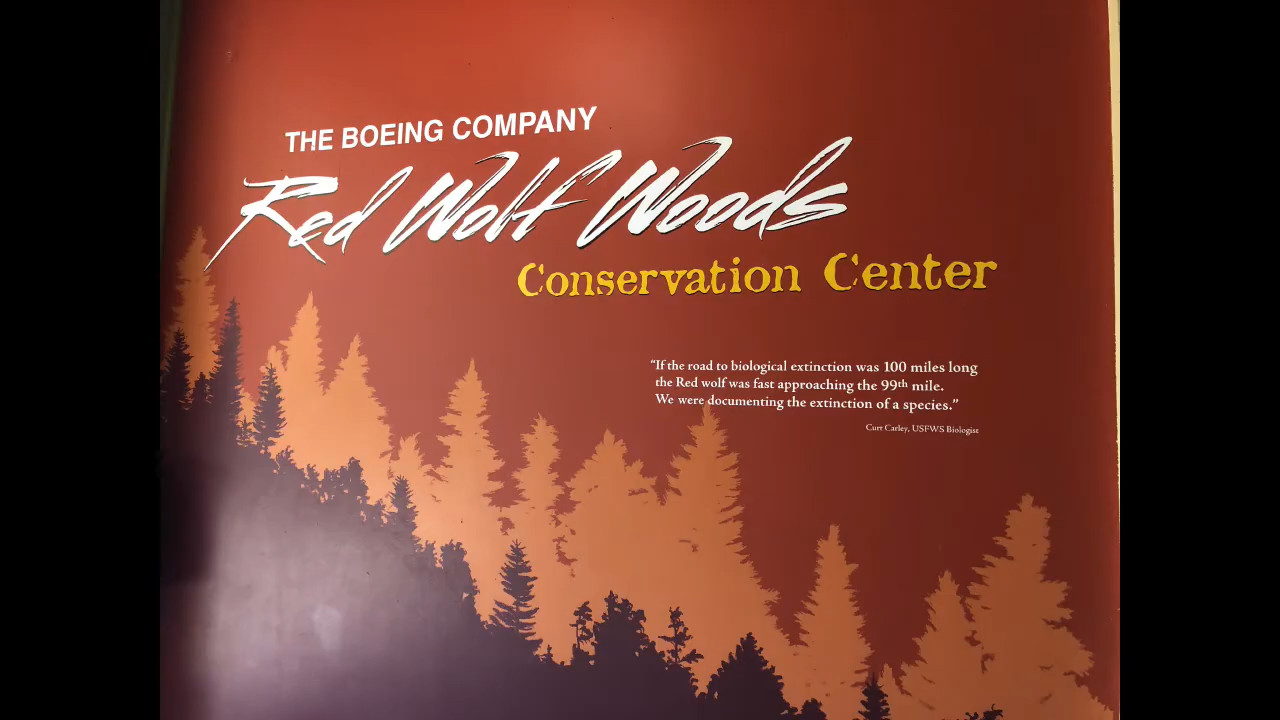 THE BOEING COMPANY
Red Wolf Woods
Conservation Center
“If the road to biological extinction was 100 miles long
the Red wolf was fast approaching the 99th mile.
We were documenting the extinction of a species.”
Curt Carley, USFWS Biologist